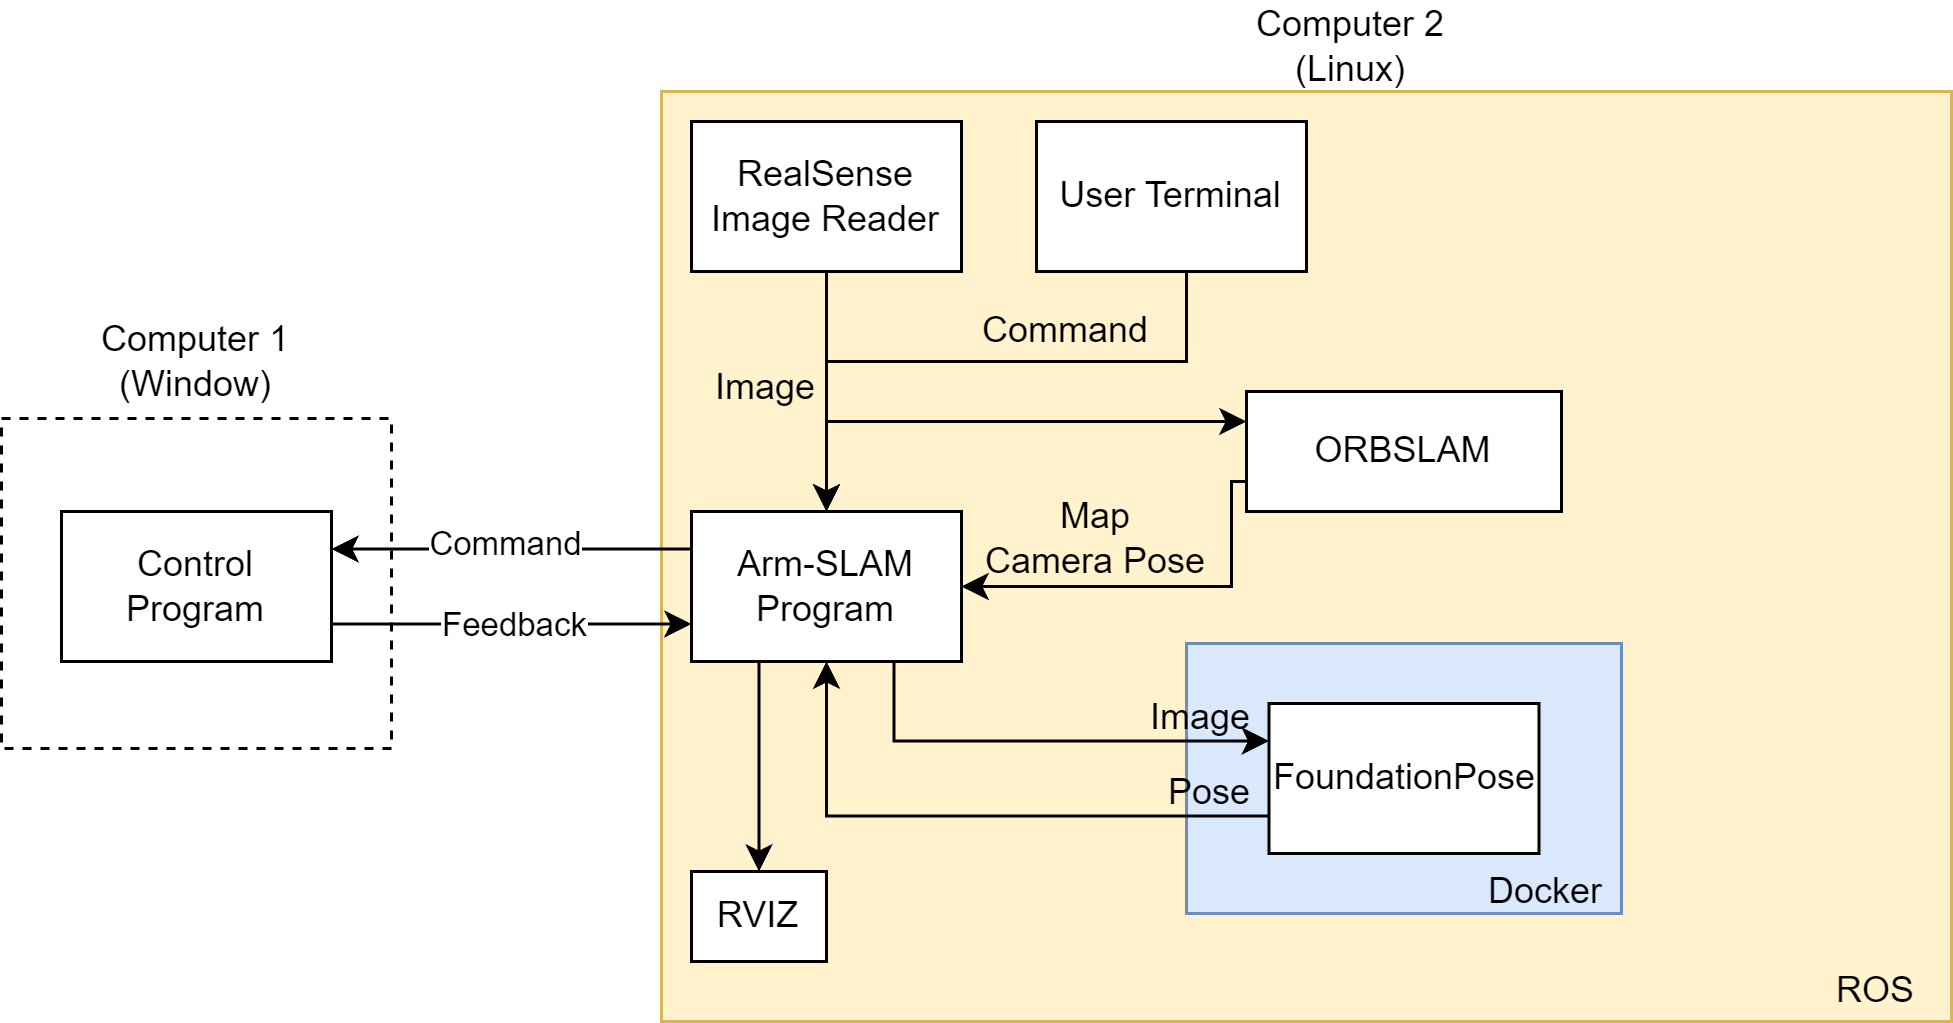 Computer 2
(Linux)
RealSense
Image Reader
User Terminal
Command
Image
Computer 1
(Window)
ORBSLAM
Map
Camera Pose
Control
Program
Command
Feedback
Arm-SLAM
Program
Image
Pose
FoundationPose
Docker
RVIZ
ROS